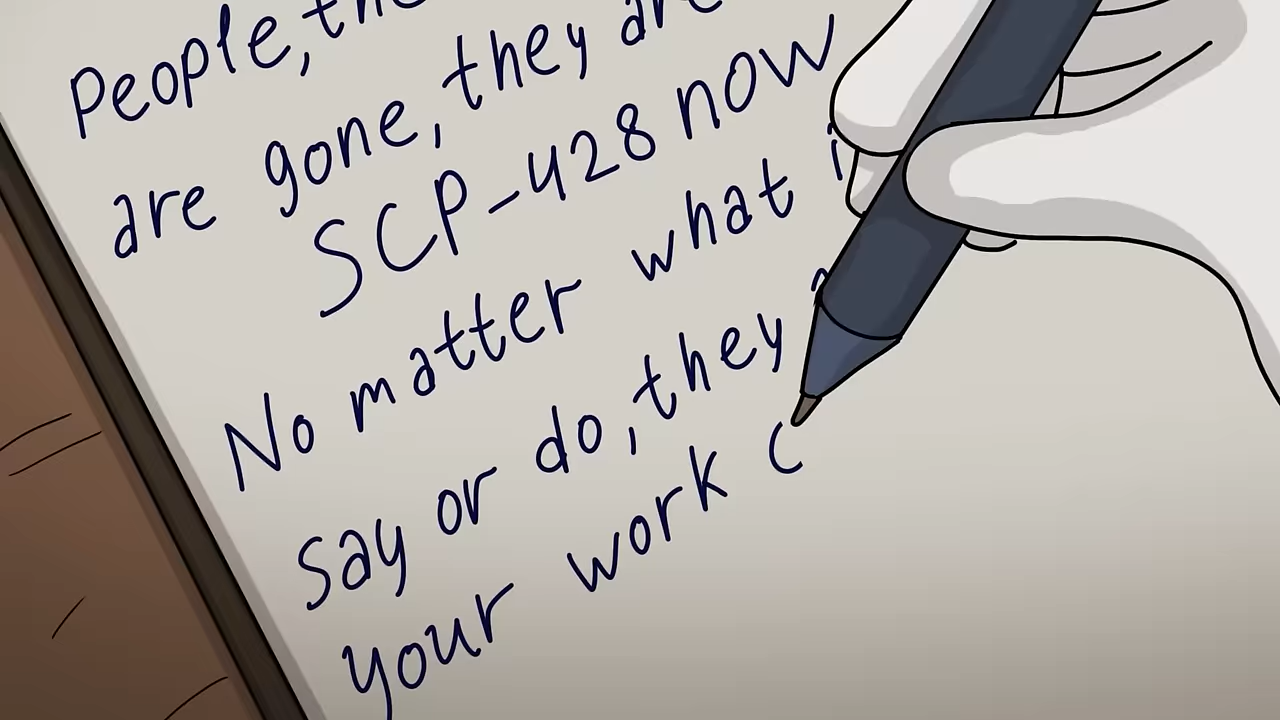 People,
are gone, they are
SCP-428 now
No matter what
say or do, they
your work